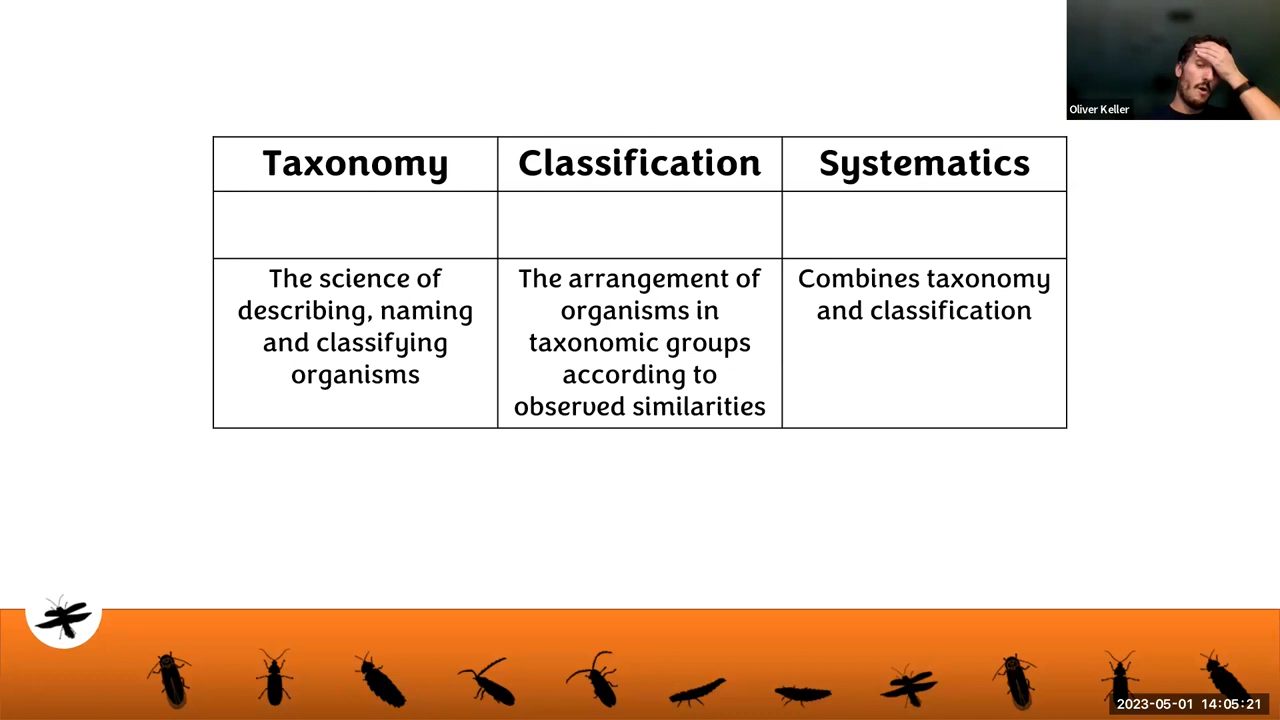 Oliver Keller
Taxonomy
Classification
Systematics
The science of
describing, naming
and classifying
organisms
The arrangement of
organisms in
taxonomic groups
according to
observed similarities
Combines taxonomy
and classification
2023-05-01 14:05:21